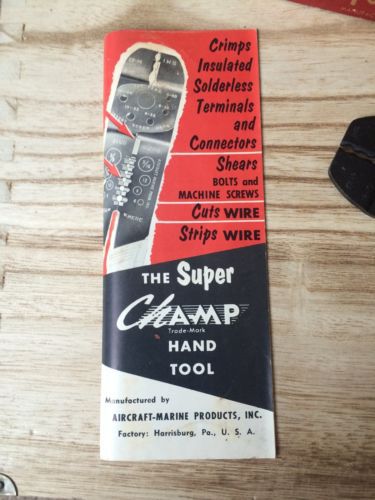 Crimps
Insulated
Solderless
Terminals
and
Connectors
Shears
BOLTS and
MACHINE SCREWS
Cuts WIRE
Strips WIRE
THE Super
CHAMP
Trade-Mark
HAND
TOOL
Manufactured by
AIRCRAFT-MARINE PRODUCTS, INC.
Factory: Harrisburg, Pa., U. S. A.